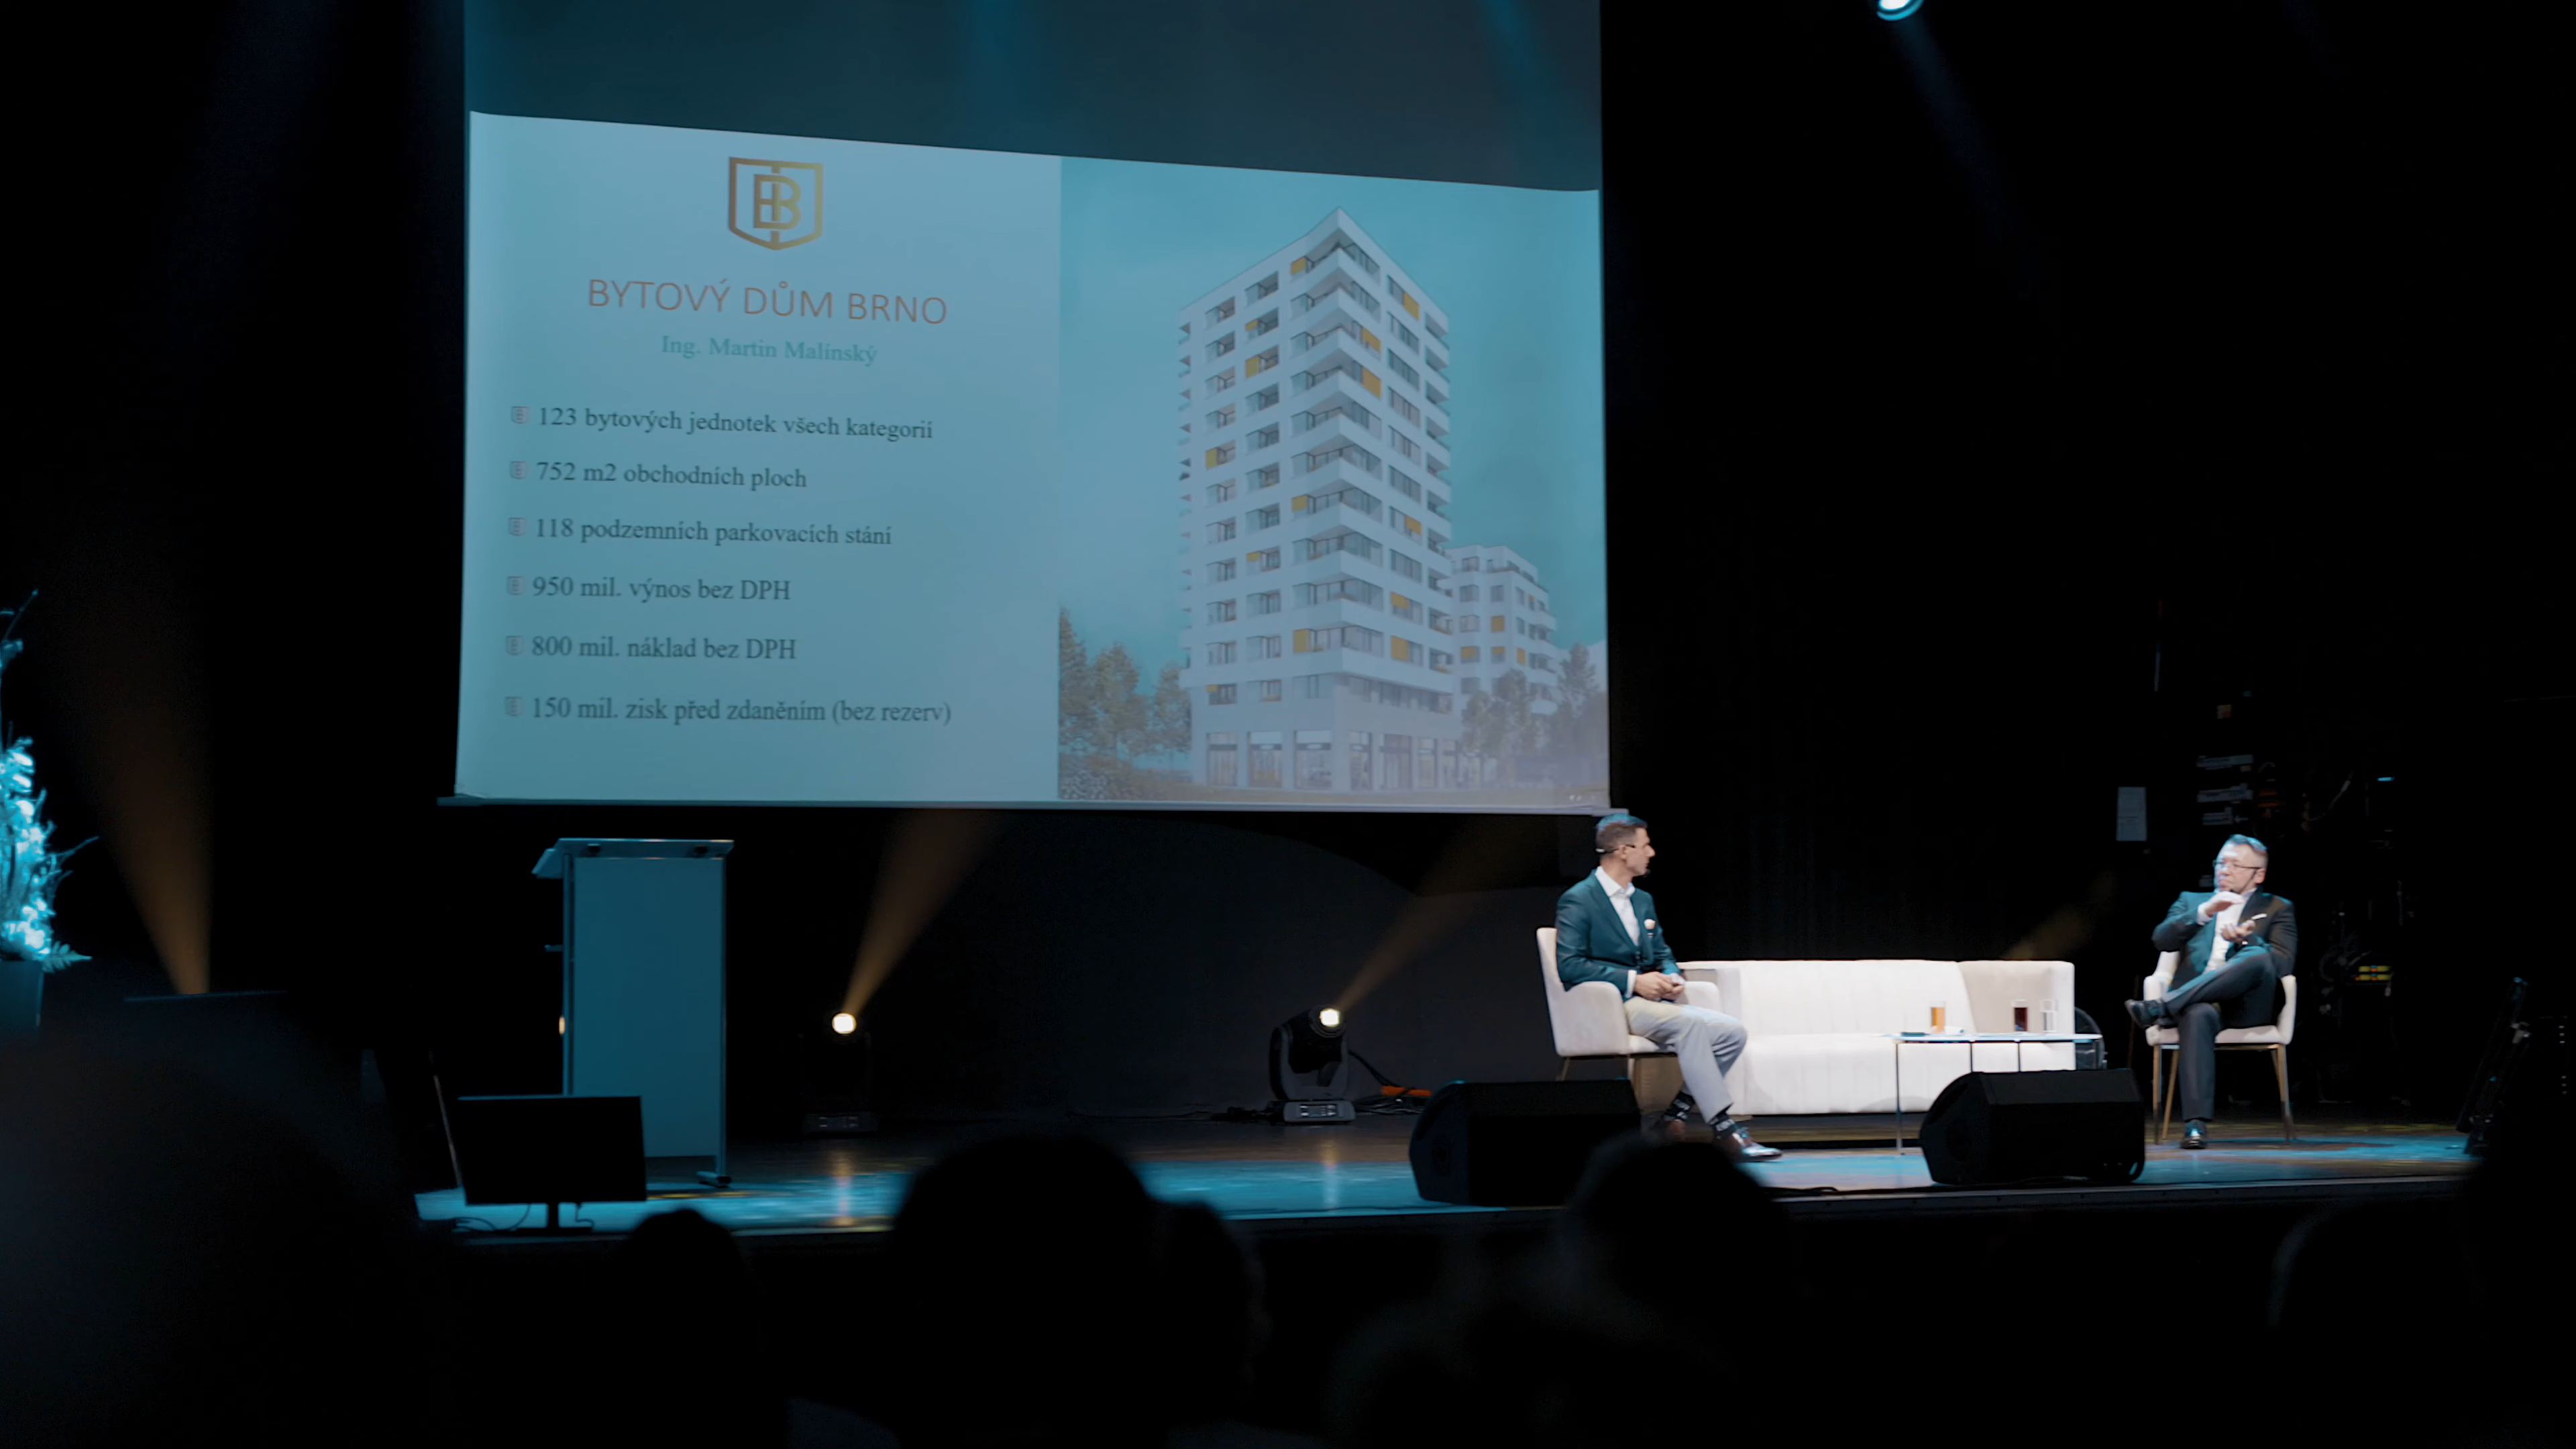 BYTOVÝ DŮM BRNO
Ing. Martin Malínský
123 bytových jednotek všech kategorií
752 m2 obchodních ploch
118 podzemních parkovacích stání
950 mil. výnos bez DPH
800 mil. náklad bez DPH
150 mil. zisk před zdaněním (bez rezerv)